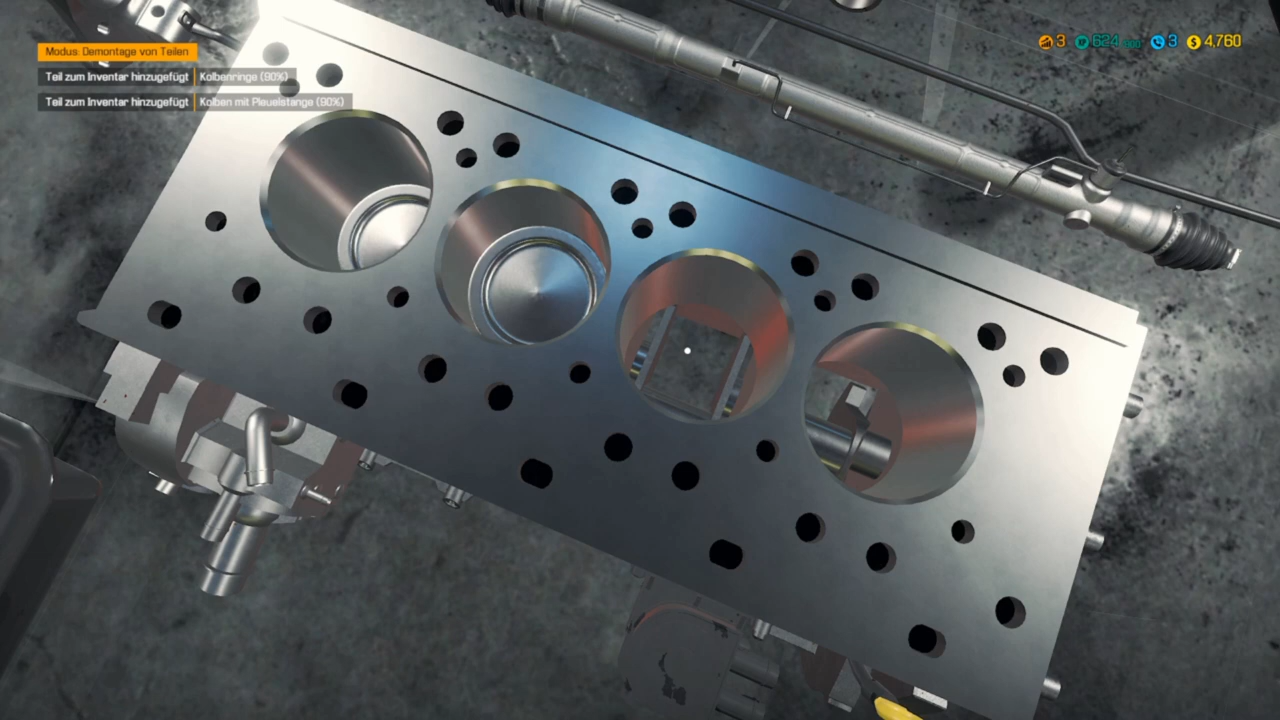 Modus: Demontage von Teilen
Teil zum Inventar hinzugefügt Kolbenringe (90%)
Teil zum Inventar hinzugefügt Kolben mit Pleuelstange (90%)
3 624 3 4,760